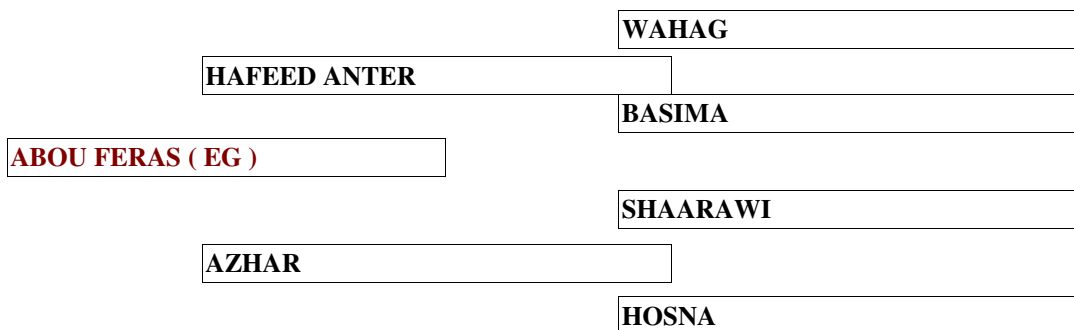 WAHAG
HAFEED ANTER
BASIMA
ABOU FERAS ( EG )
SHAARAWI
AZHAR
HOSNA